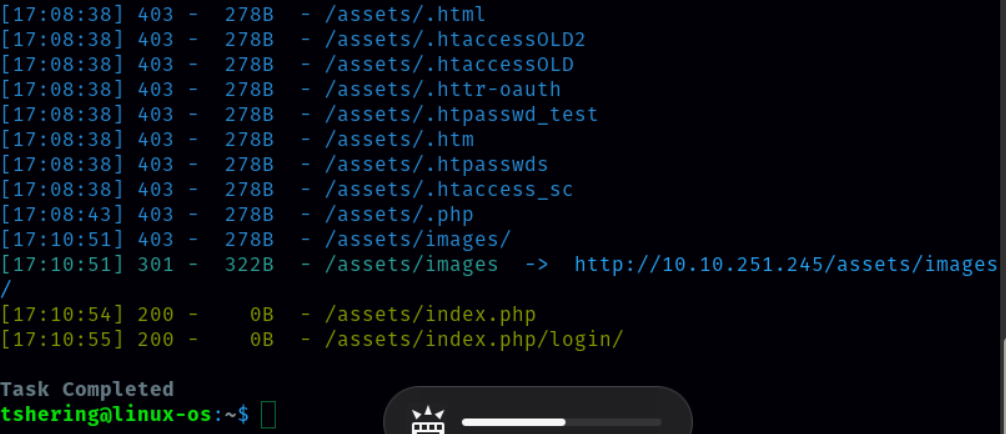 [17:08:38] 403 -  278B  - /assets/.html
[17:08:38] 403 -  278B  - /assets/.htaccessOLD2
[17:08:38] 403 -  278B  - /assets/.htaccessOLD
[17:08:38] 403 -  278B  - /assets/.httr-oauth
[17:08:38] 403 -  278B  - /assets/.htpasswd_test
[17:08:38] 403 -  278B  - /assets/.htm
[17:08:38] 403 -  278B  - /assets/.htpasswds
[17:08:38] 403 -  278B  - /assets/.htaccess_sc
[17:08:43] 403 -  278B  - /assets/.php
[17:10:51] 403 -  278B  - /assets/images/
[17:10:51] 301 -  322B  - /assets/images  ->  http://10.10.251.245/assets/images
/
[17:10:54] 200 -    0B  - /assets/index.php
[17:10:55] 200 -    0B  - /assets/index.php/login/
Task Completed
tshering@linux-os:~$